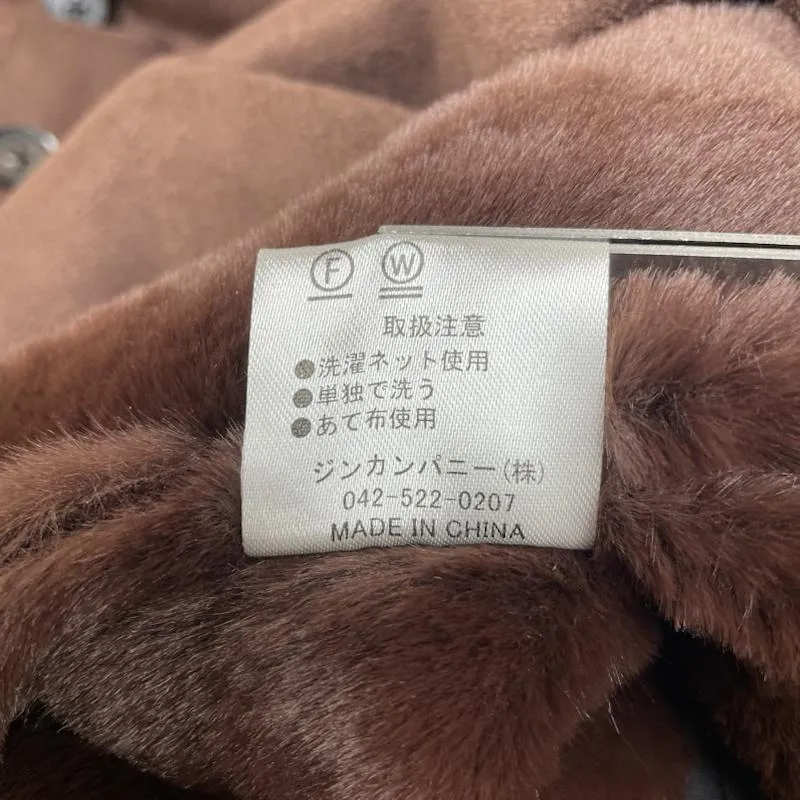 F W
取扱注意
●洗濯ネット使用
●単独で洗う
●あて布使用
ジンカンパニー(株)
042-522-0207
MADE IN CHINA